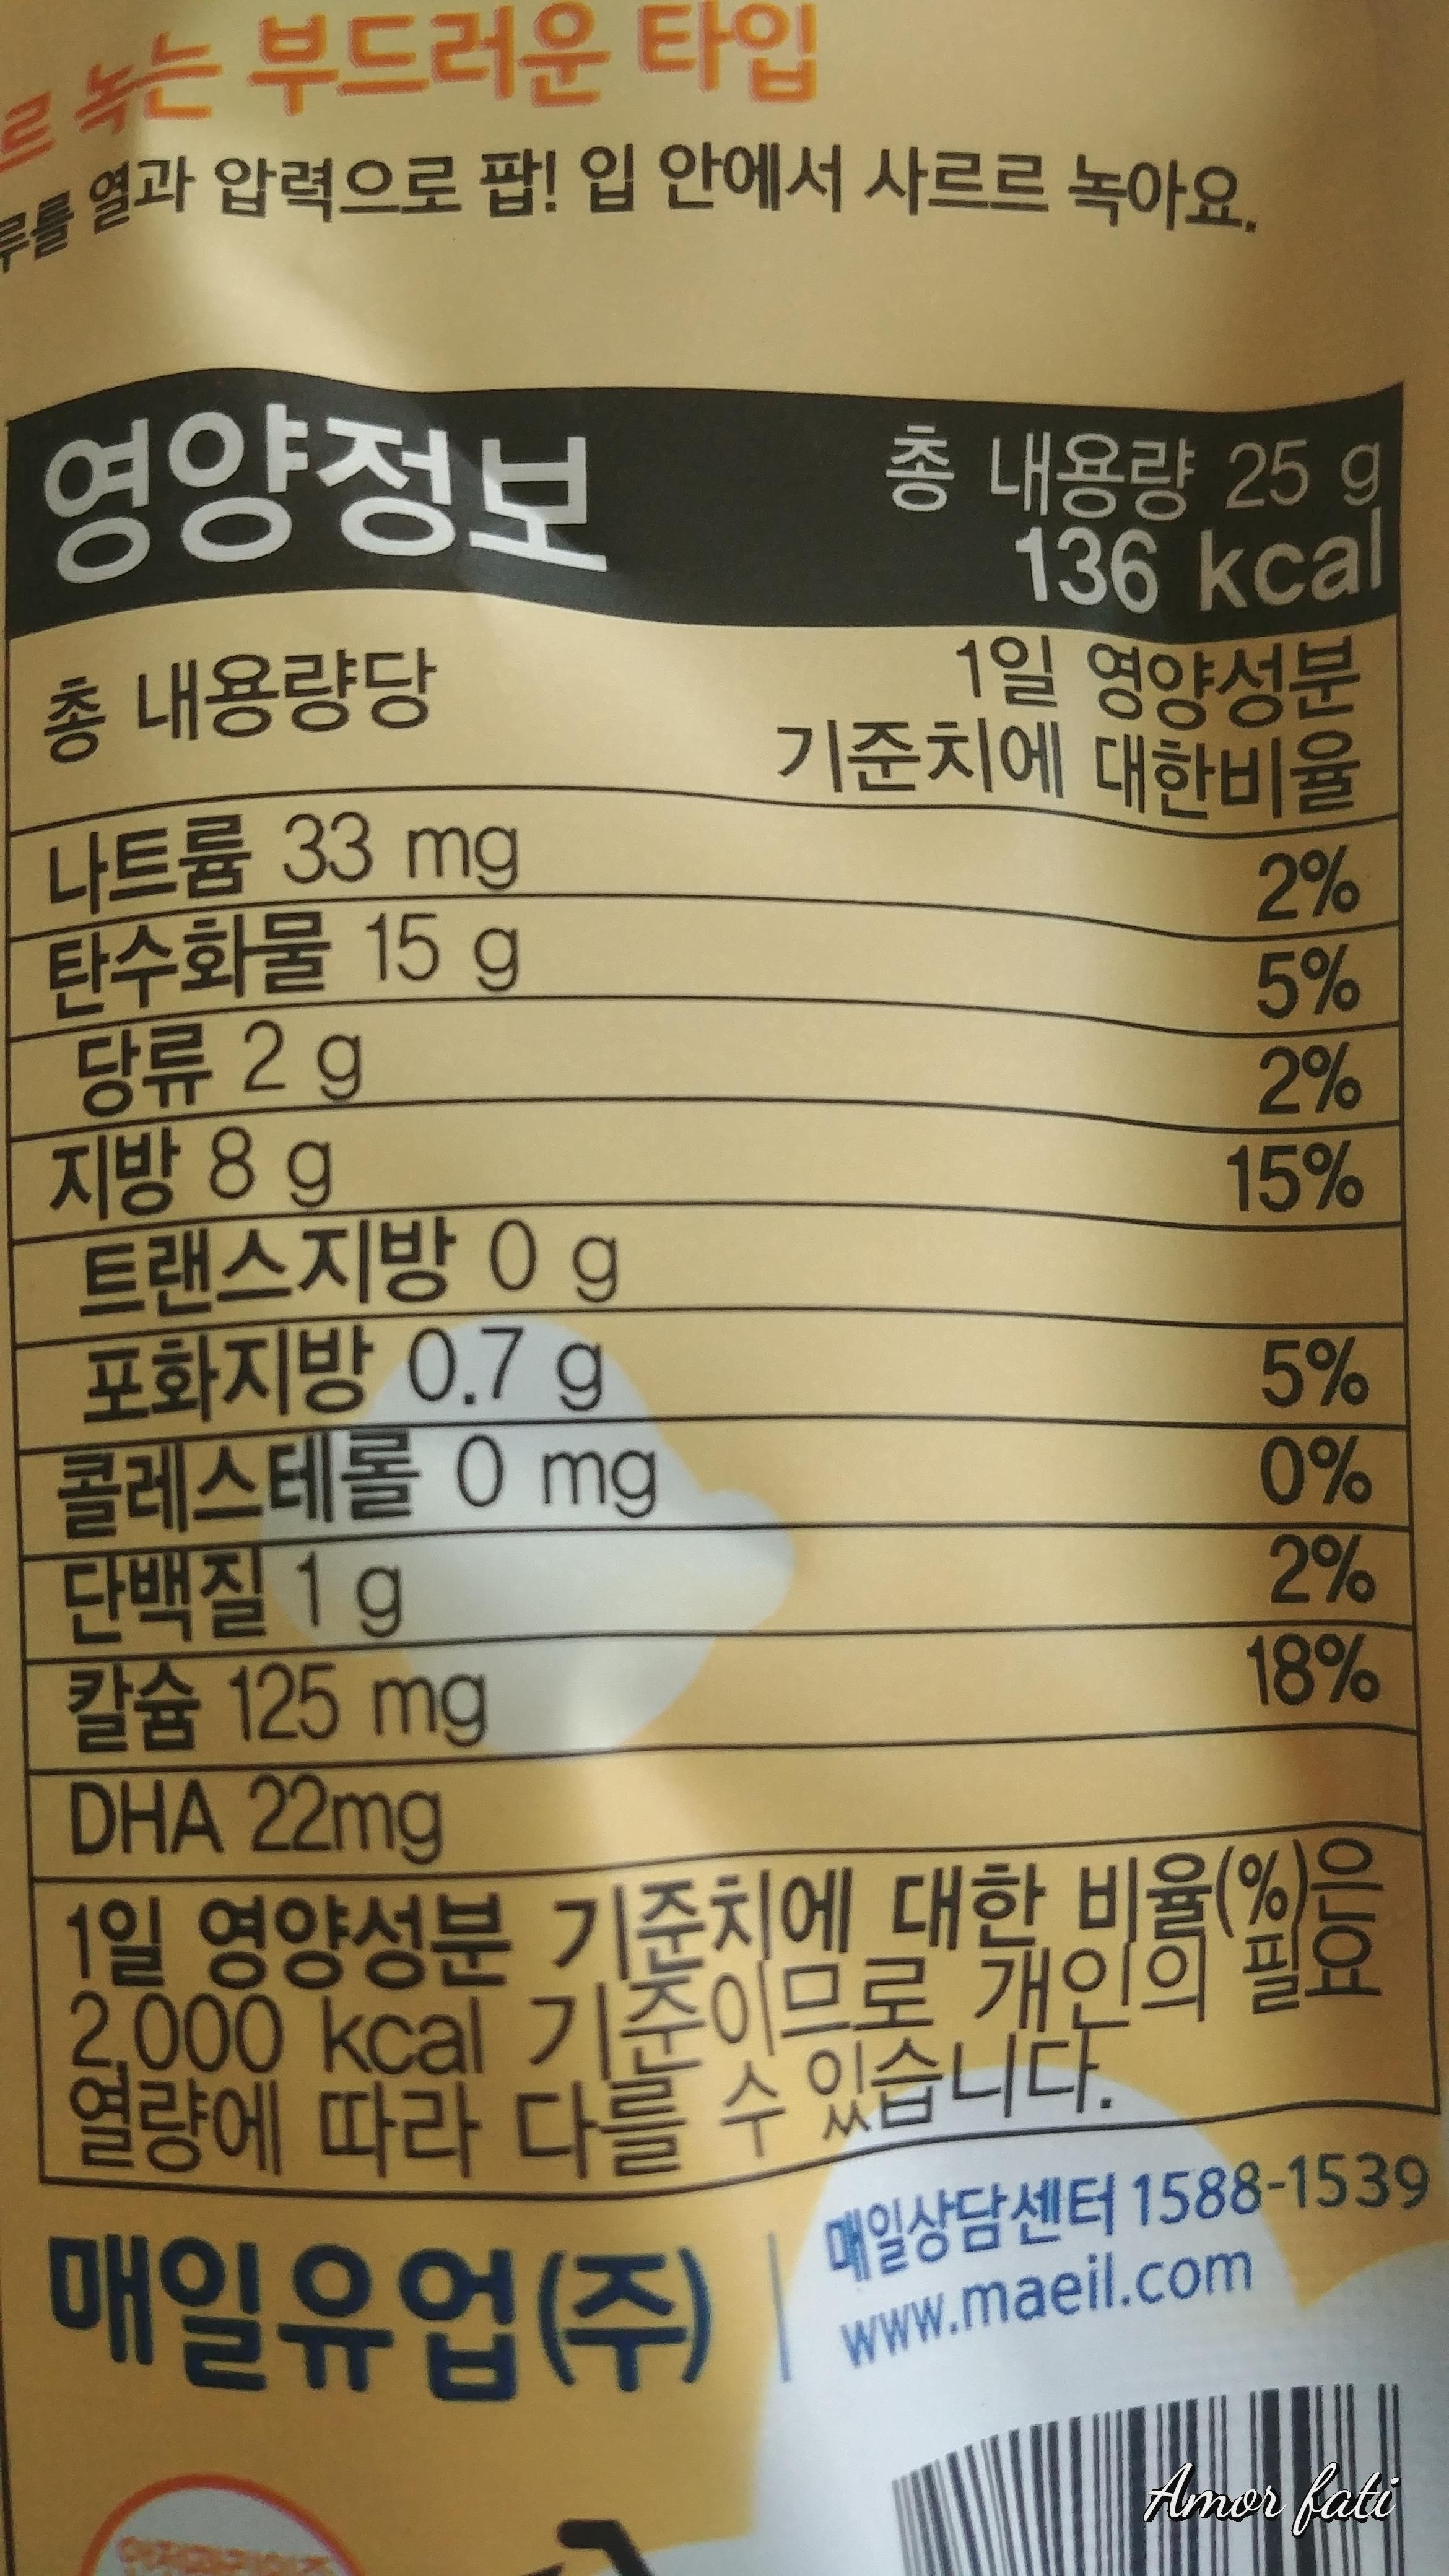 녹는 부드러운 타입
열과 압력으로 팝! 입 안에서 사르르 녹아요.
영양정보
총 내용량 25 g
136 kcal
총 내용량당
1일 영양성분
기준치에 대한비율
나트륨 33 mg 2%
탄수화물 15 g 5%
당류 2 g 2%
지방 8 g 15%
트랜스지방 0 g
포화지방 0.7 g 5%
콜레스테롤 0 mg 0%
단백질 1 g 2%
칼슘 125 mg 18%
DHA 22mg
1일 영양성분 기준치에 대한 비율(%)은
2,000 kcal 기준이므로 개인의 필요
열량에 따라 다를 수 있습니다.
매일유업(주)
매일상담센터 1588-1539
www.maeil.com
Amor fati